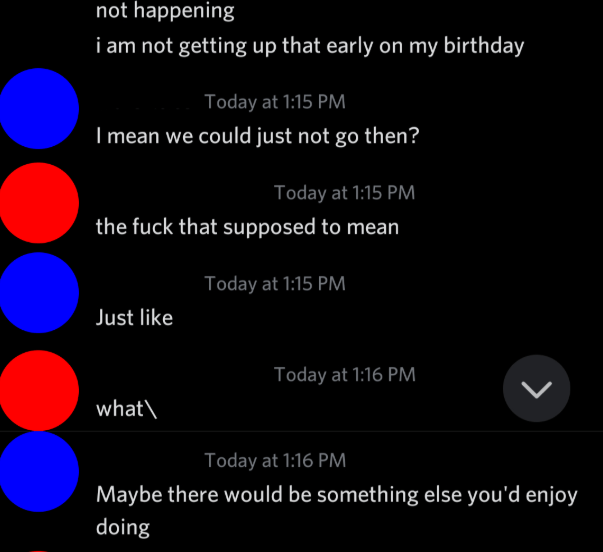 not happening
i am not getting up that early on my birthday
Today at 1:15 PM
I mean we could just not go then?
Today at 1:15 PM
the fuck that supposed to mean
Today at 1:15 PM
Just like
Today at 1:16 PM
what\
Today at 1:16 PM
Maybe there would be something else you'd enjoy
doing